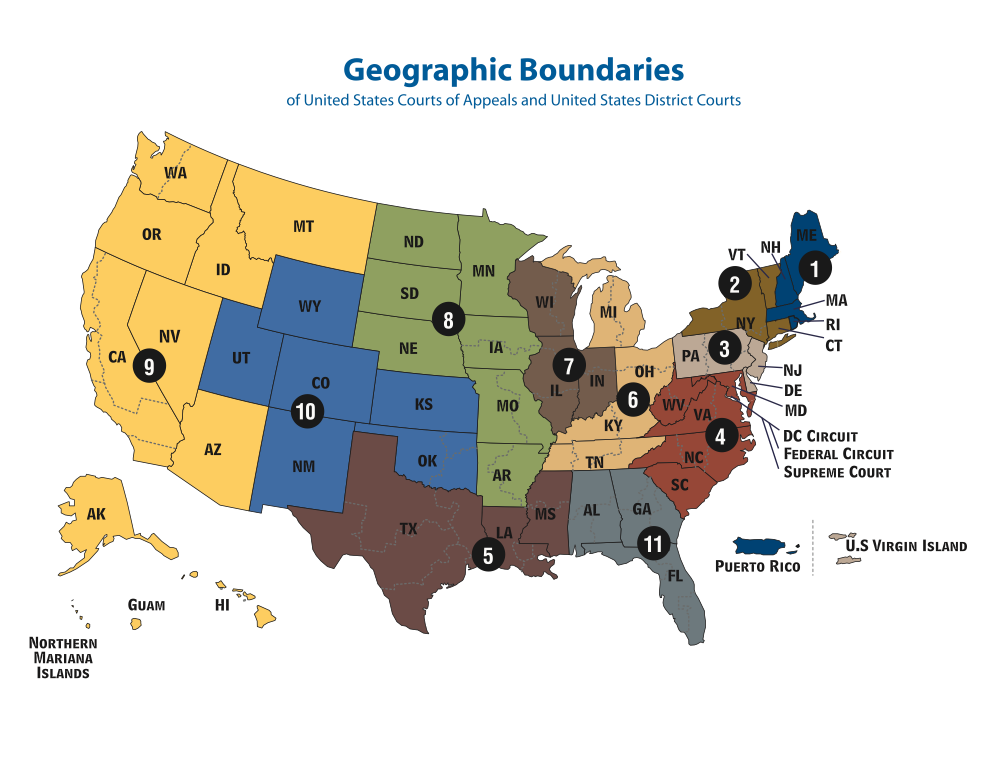 Geographic Boundaries
of United States Courts of Appeals and United States District Courts
WA
OR
MT
ID
WY
NV
CA
9
UT
CO
10
AZ
NM
ND
SD
8
NE
KS
OK
MN
IA
MO
AR
TX
LA
5
MS
WI
7
IL
IN
MI
OH
6
KY
TN
AL
GA
11
FL
ME
1
NH
VT
2
NY
MA
RI
CT
PA
3
NJ
DE
MD
WV
VA
4
NC
SC
DC Circuit
Federal Circuit
Supreme Court
AK
HI
Guam
Northern
Mariana
Islands
Puerto Rico
U.S Virgin Island